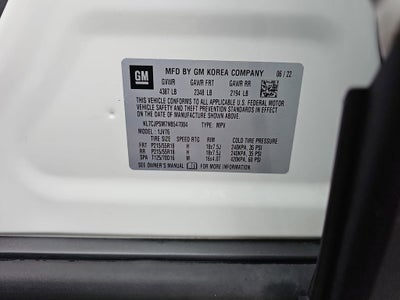 GM
MFD BY GM KOREA COMPANY 06 / 22
GVWR GAWR FRT GAWR RR
4387 LB 2348 LB 2194 LB
THIS VEHICLE CONFORMS TO ALL APPLICABLE U.S. FEDERAL MOTOR
VEHICLE SAFETY AND THEFT PREVENTION STANDARDS IN EFFECT
ON THE DATE OF MANUFACTURE SHOWN ABOVE.
TYPE: MPV
MODEL: 1JV76
TIRE SIZE SPEED RTG RIM COLD TIRE PRESSURE
FRT P215/55R18 H 18x7.5J 240KPA, 35 PSI
RR P215/55R18 H 18x7.5J 240KPA, 35 PSI
SPA T125/70D16 M 16x4.0T 420KPA, 60 PSI
SEE OWNER'S MANUAL FOR MORE INFORMATION